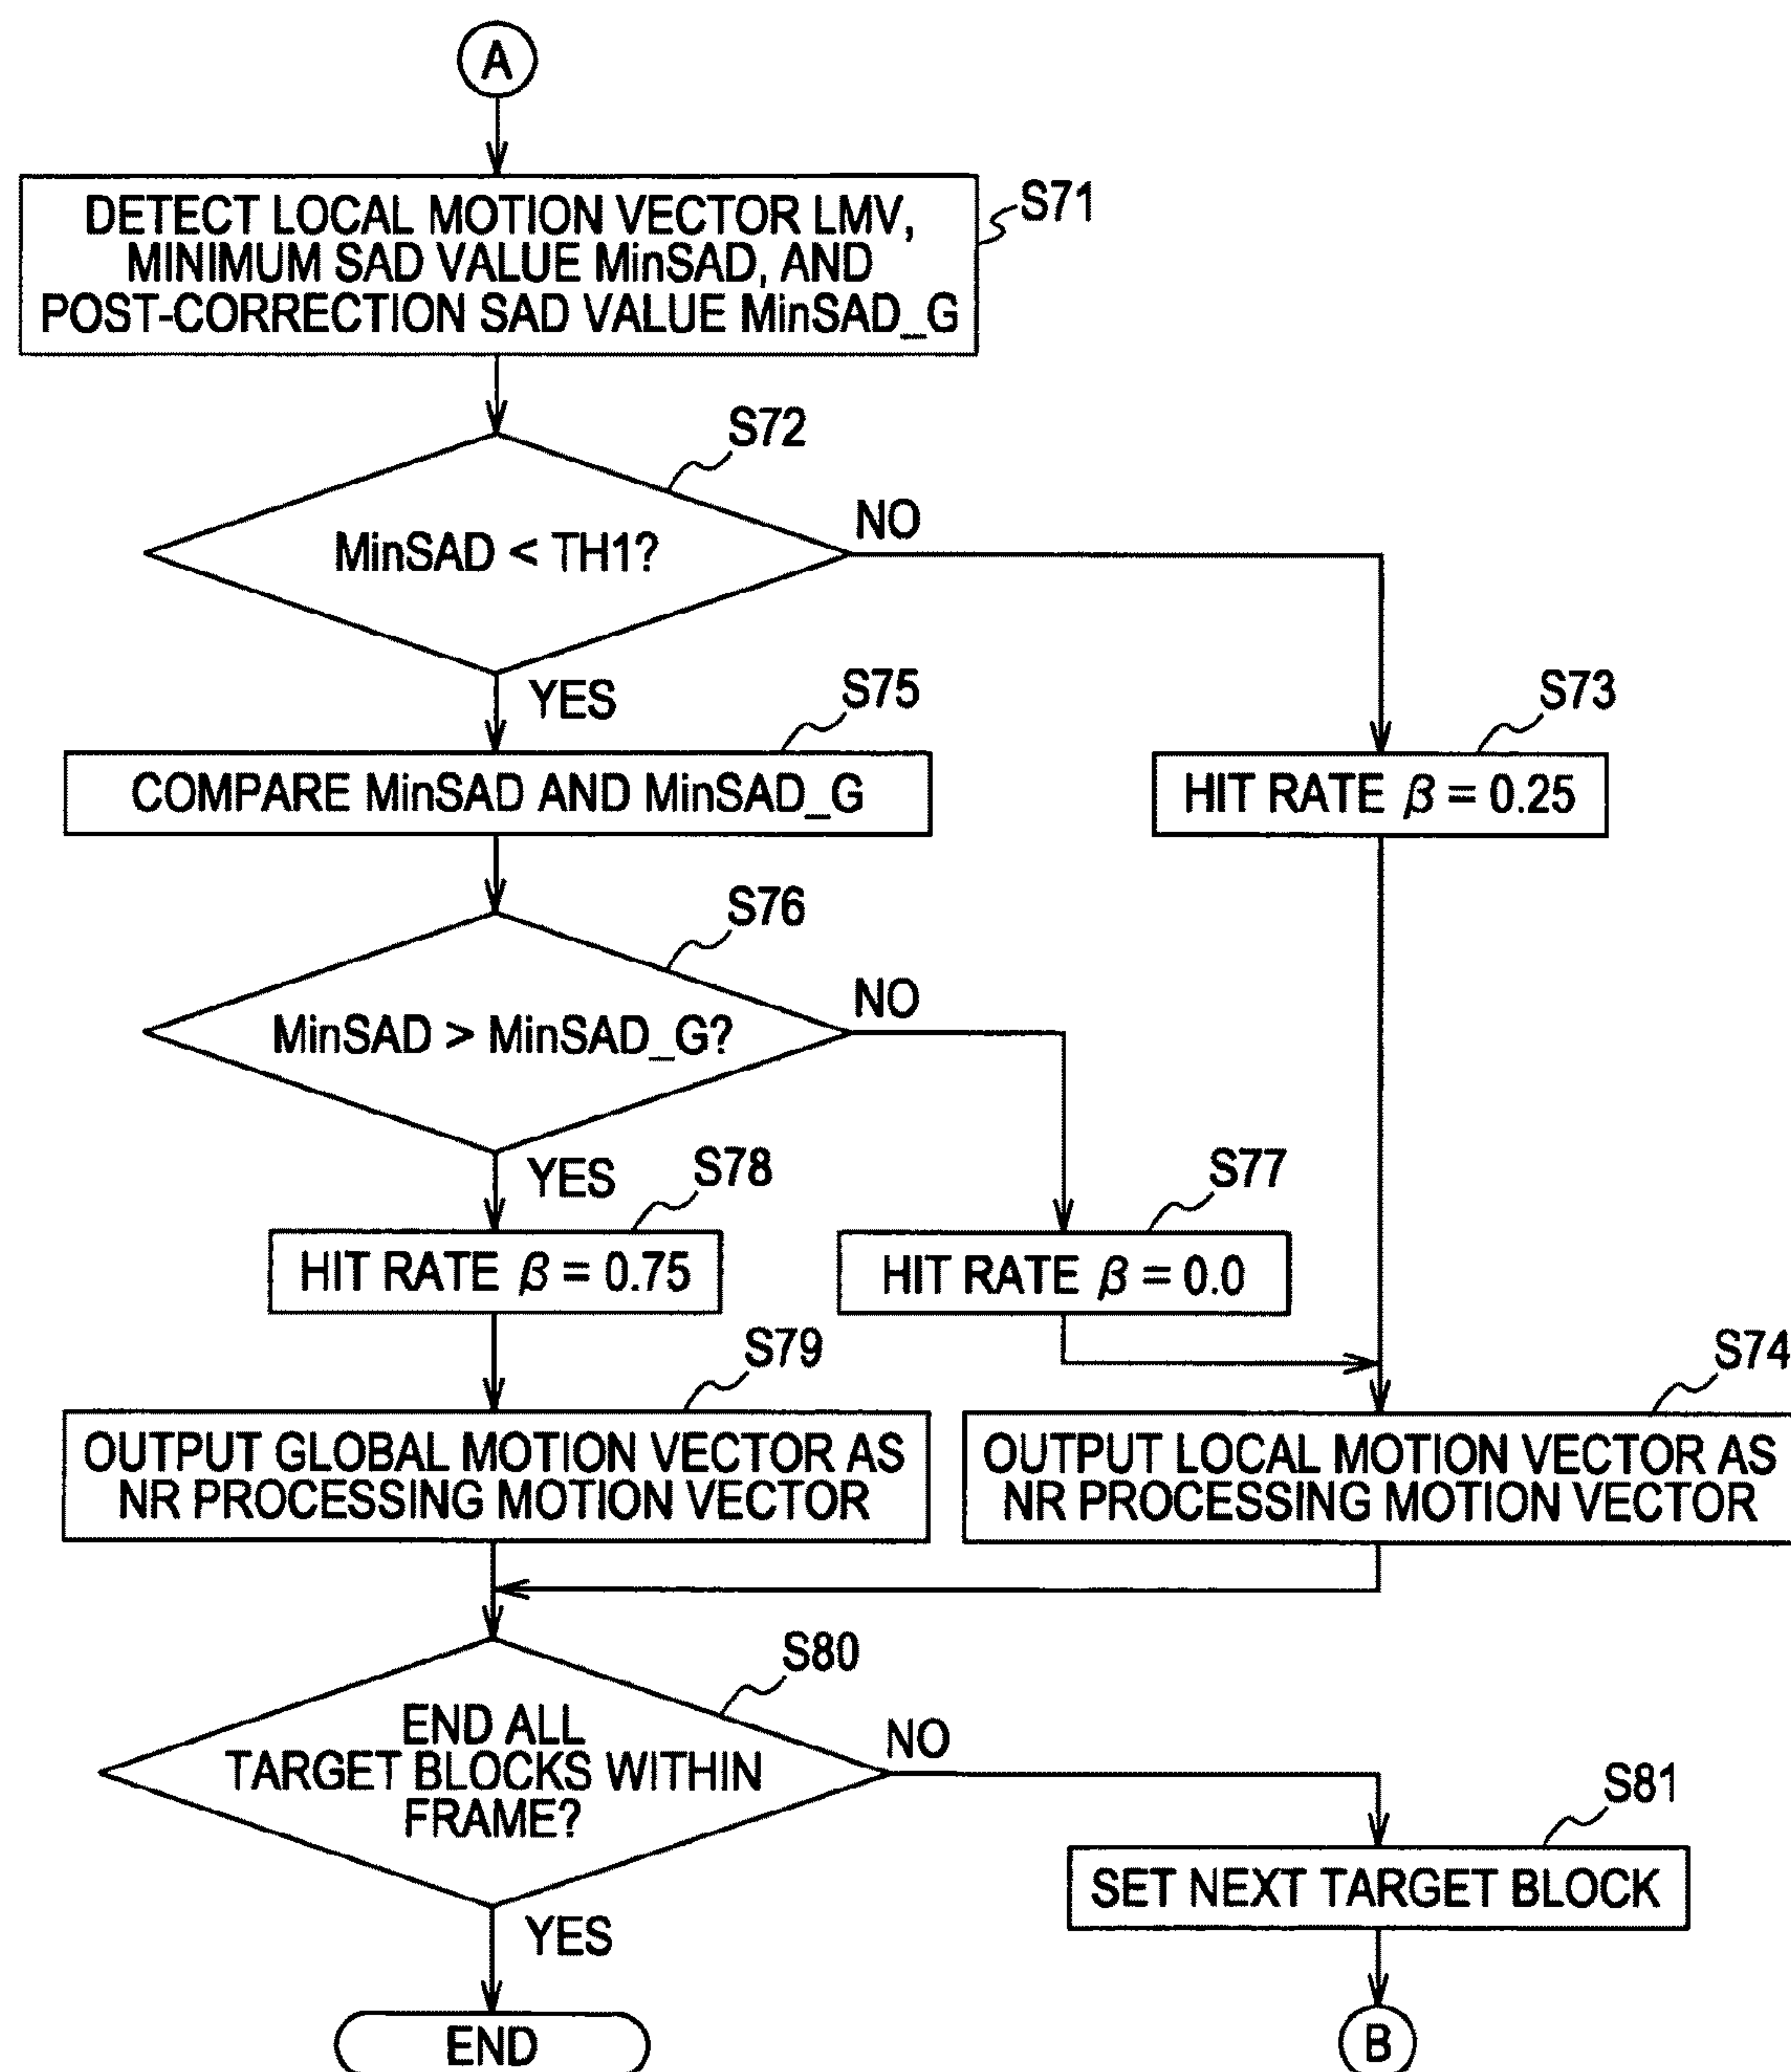 A
DETECT LOCAL MOTION VECTOR LMV,
MINIMUM SAD VALUE MinSAD, AND
POST-CORRECTION SAD VALUE MinSAD_G
S71
S72
MinSAD < TH1?
NO
YES
S75
COMPARE MinSAD AND MinSAD_G
S73
HIT RATE β = 0.25
S76
MinSAD > MinSAD_G?
NO
YES
S78
HIT RATE β = 0.75
S77
HIT RATE β = 0.0
S79
OUTPUT GLOBAL MOTION VECTOR AS
NR PROCESSING MOTION VECTOR
S74
OUTPUT LOCAL MOTION VECTOR AS
NR PROCESSING MOTION VECTOR
S80
END ALL
TARGET BLOCKS WITHIN
FRAME?
NO
YES
S81
SET NEXT TARGET BLOCK
END
B